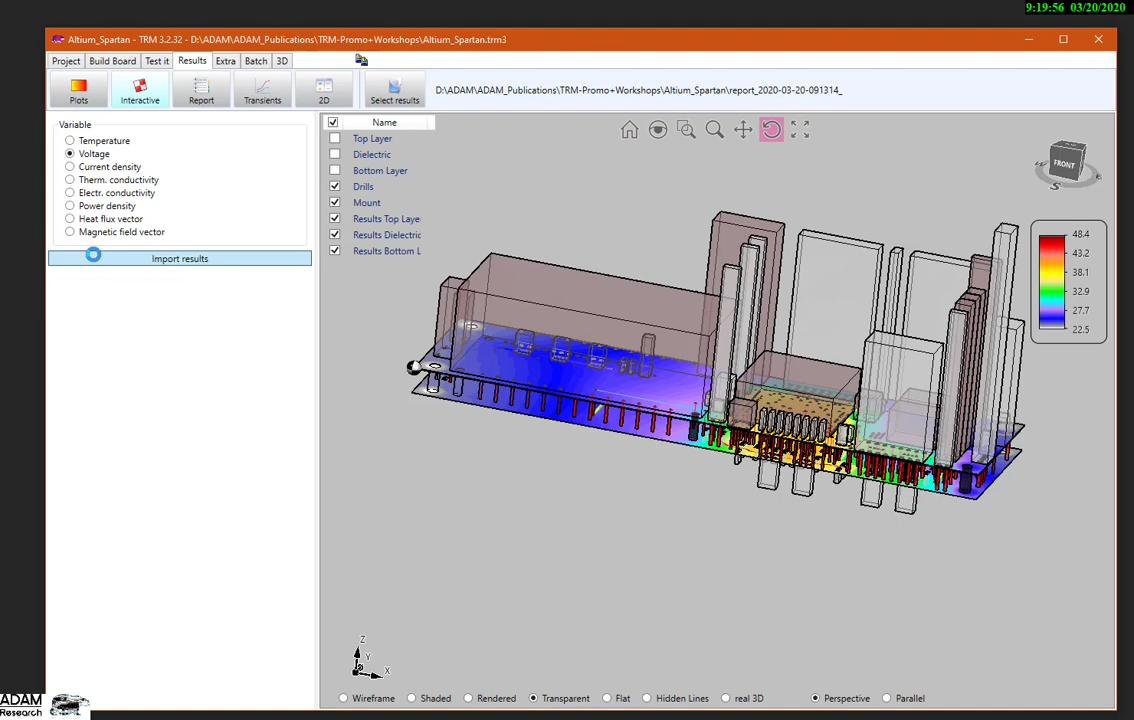 9:19:56 03/20/2020
Altium_Spartan - TRM 3.2.32 - D:\ADAM\ADAM_Publications\TRM-Promo+Workshops\Altium_Spartan.trm3
Project Build Board Test it Results Extra Batch 3D
Plots Interactive Report Transients 2D Select results
D:\ADAM\ADAM_Publications\TRM-Promo+Workshops\Altium_Spartan\report_2020-03-20-091314_
Variable
Temperature
Voltage
Current density
Therm. conductivity
Electr. conductivity
Power density
Heat flux vector
Magnetic field vector
Import results
Name
Top Layer
Dielectric
Bottom Layer
Drills
Mount
Results Top Laye
Results Dielectric
Results Bottom L
FRONT
S
48.4
43.2
38.1
32.9
27.7
22.5
Z
Y
X
Wireframe Shaded Rendered Transparent Flat Hidden Lines real 3D Perspective Parallel
ADAM
Research